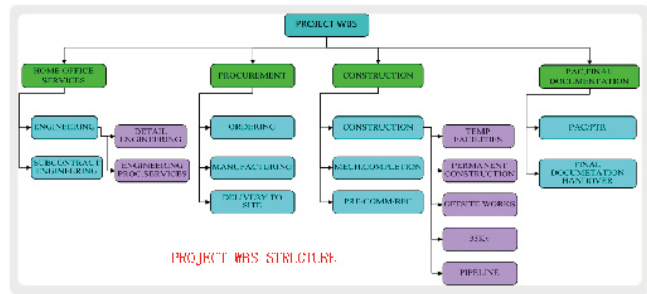 PROJECT WBS
HOME OFFICE
SERVICES
PROCUREMENT
CONSTRUCTION
PAC/FINAL
DOCUMENTATION
ENGINEERING
DETAIL
ENGINEERING
SUBCONTRACT
ENGINEERING
ENGINEERING
PROC.SERVICES
ORDERING
MANUFACTURING
DELIVERY TO
SITE
CONSTRUCTION
MECH.COMPLETION
PRE-COMM-RFC
TEMP
FACILITIES
PERMANENT
CONSTRUCTION
OFFSITE WORKS
33KV
PIPELINE
PAC/PTR
FINAL
HANDOVER
PROJECT WBS STRUCTURE